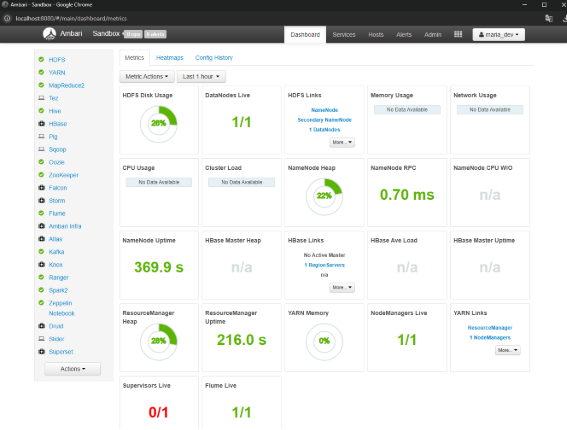 Ambari - Sandbox - Google Chrome
localhost:8080/#/main/dashboard/metrics
Ambari Sandbox 0 ops 6 alerts
Dashboard Services Hosts Alerts Admin maria_dev
HDFS
YARN
MapReduce2
Tez
Hive
HBase
Pig
Sqoop
Oozie
ZooKeeper
Falcon
Storm
Flume
Ambari Infra
Atlas
Kafka
Knox
Ranger
Spark2
Zeppelin
Notebook
Druid
Slider
Superset
Actions
Metrics Heatmaps Config History
Metric Actions Last 1 hour
HDFS Disk Usage
26%
DataNodes Live
1/1
HDFS Links
NameNode
Secondary NameNode
1 DataNodes
More...
Memory Usage
No Data Available
Network Usage
No Data Available
CPU Usage
No Data Available
Cluster Load
No Data Available
NameNode Heap
22%
NameNode RPC
0.70 ms
NameNode CPU WIO
n/a
NameNode Uptime
369.9 s
HBase Master Heap
n/a
HBase Links
No Active Master
1 RegionServers
n/a
More...
HBase Ave Load
n/a
HBase Master Uptime
n/a
ResourceManager
Heap
28%
ResourceManager
Uptime
216.0 s
YARN Memory
0%
NodeManagers Live
1/1
YARN Links
ResourceManager
1 NodeManagers
More...
Supervisors Live
0/1
Flume Live
1/1